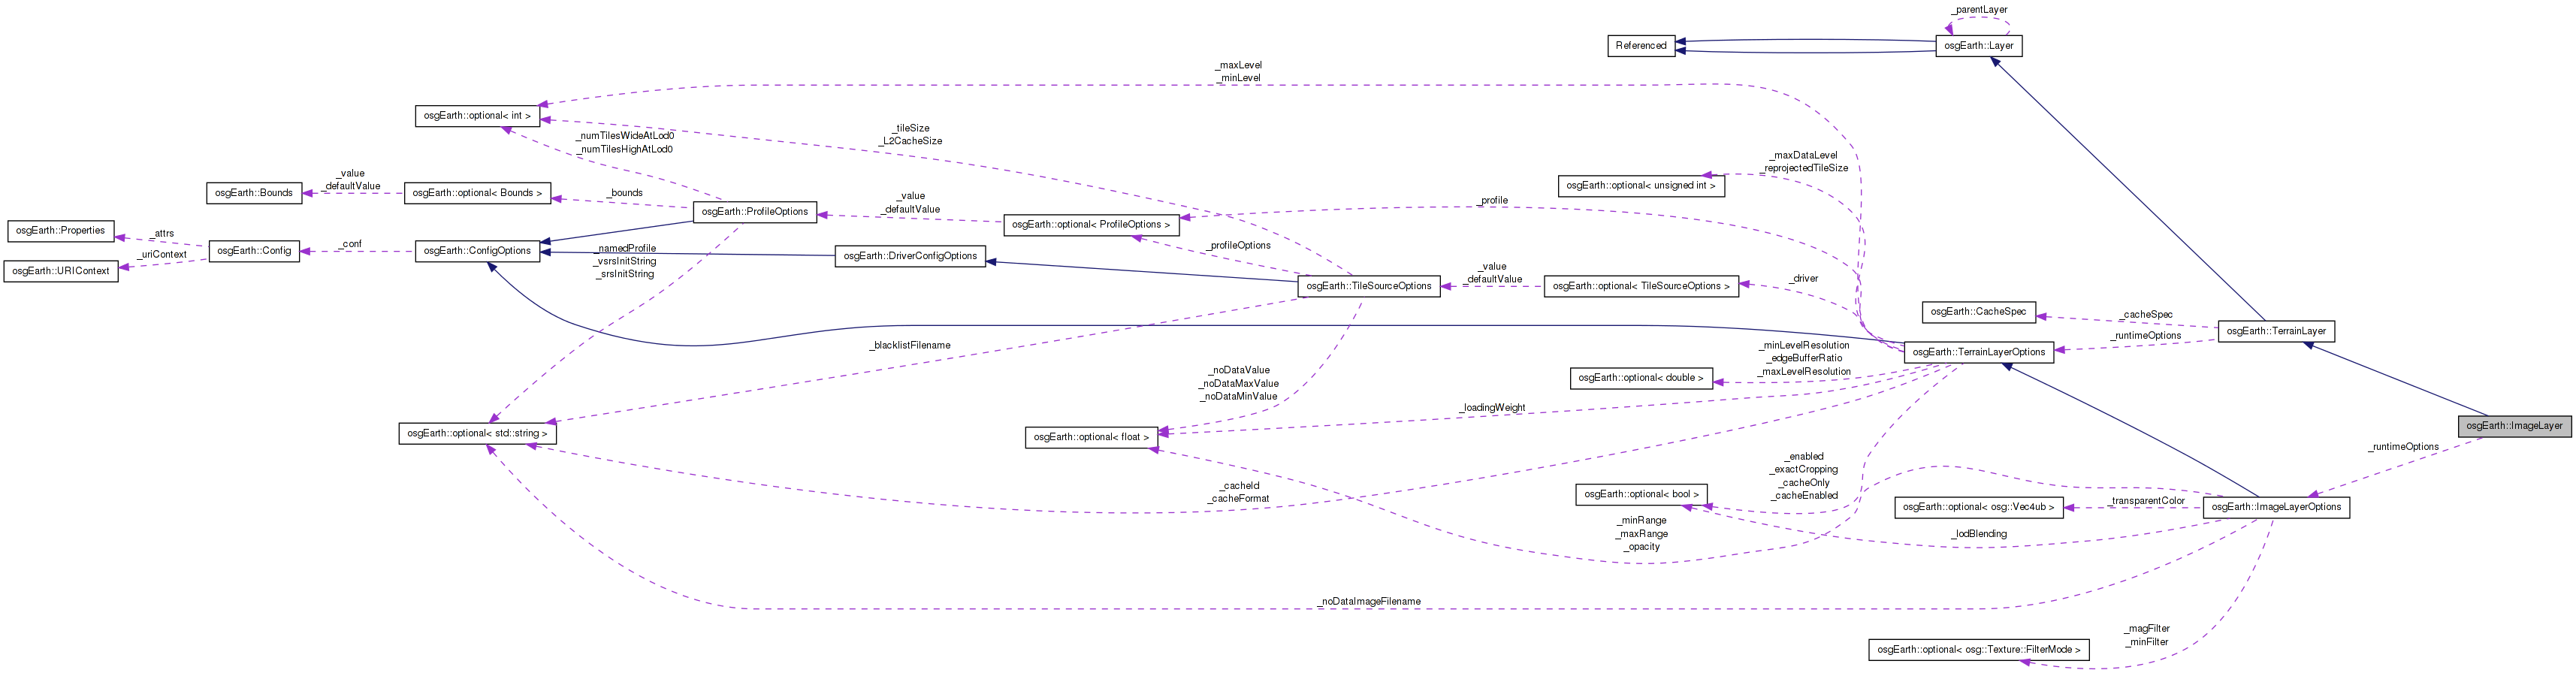 _parentLayer
Referenced
osgEarth::Layer
_maxLevel
_minLevel
osgEarth::optional< int >
_tileSize
_L2CacheSize
_numTilesWideAtLod0
_numTilesHighAtLod0
_maxDataLevel
_reprojectedTileSize
osgEarth::optional< unsigned int >
_value
_defaultValue
osgEarth::Bounds
osgEarth::optional< Bounds >
_bounds
osgEarth::ProfileOptions
_value
_defaultValue
_profile
osgEarth::optional< ProfileOptions >
osgEarth::Properties
_attrs
_uriContext
osgEarth::URIContext
osgEarth::Config
_conf
osgEarth::ConfigOptions
_namedProfile
_vsrsInitString
_srsInitString
osgEarth::DriverConfigOptions
_profileOptions
osgEarth::TileSourceOptions
_value
_defaultValue
osgEarth::optional< TileSourceOptions >
_driver
osgEarth::CacheSpec
_cacheSpec
_runtimeOptions
osgEarth::TerrainLayer
osgEarth::TerrainLayerOptions
_blacklistFilename
_minLevelResolution
_edgeBufferRatio
_maxLevelResolution
osgEarth::optional< double >
_noDataValue
_noDataMaxValue
_noDataMinValue
_loadingWeight
osgEarth::optional< std::string >
osgEarth::optional< float >
osgEarth::ImageLayer
_runtimeOptions
_enabled
_exactCropping
_cacheOnly
_cacheEnabled
_cacheId
_cacheFormat
osgEarth::optional< bool >
osgEarth::optional< osg::Vec4ub >
_transparentColor
osgEarth::ImageLayerOptions
_minRange
_maxRange
_opacity
_lodBlending
_noDataImageFilename
_magFilter
_minFilter
osgEarth::optional< osg::Texture::FilterMode >